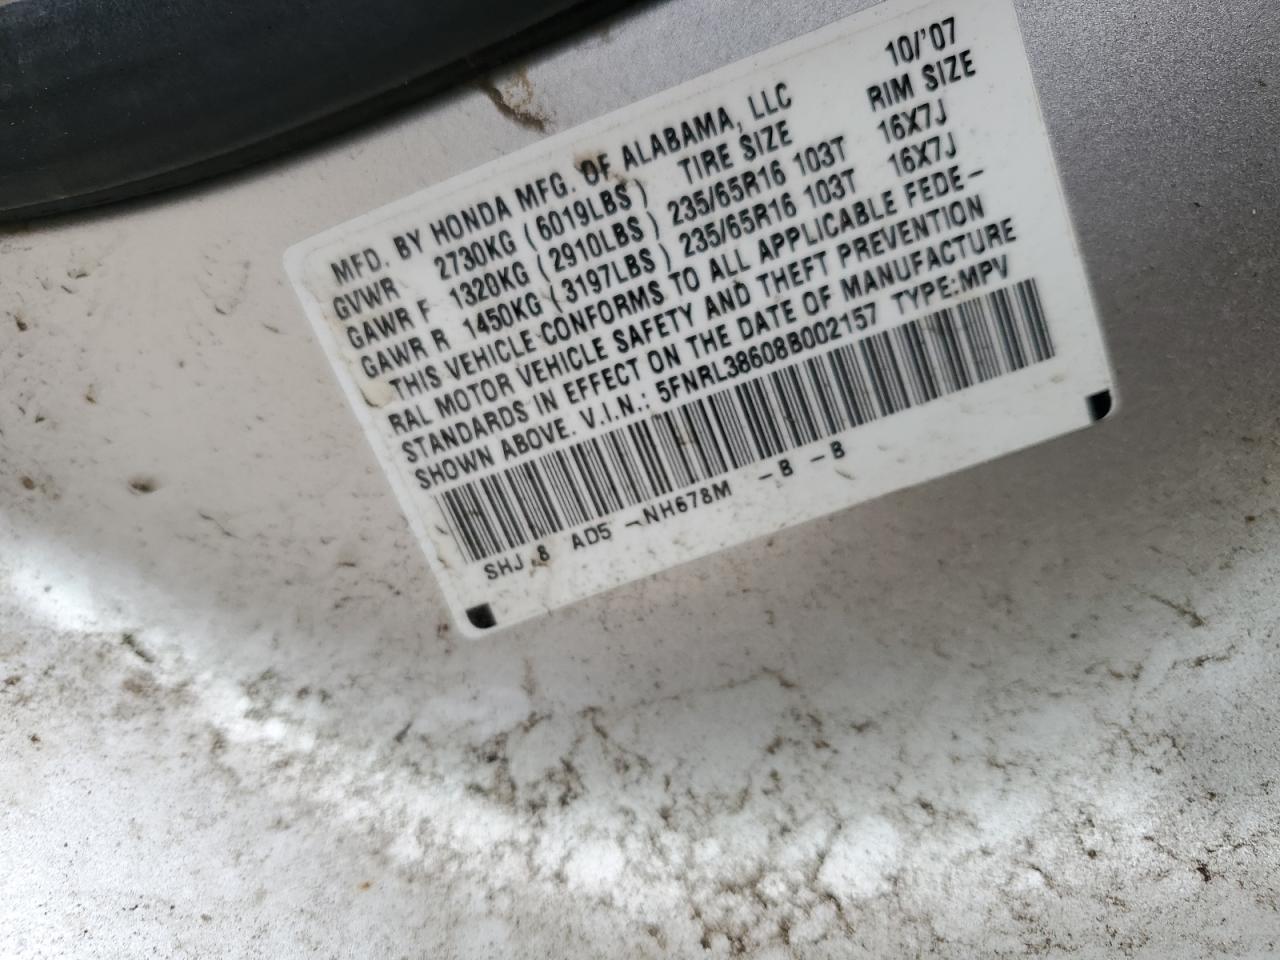 MFD. BY HONDA MFG. OF ALABAMA, LLC 10/'07
GVWR 2730KG (6019LBS) TIRE SIZE RIM SIZE
GAWR F 1320KG (2910LBS) 235/65R16 103T 16X7J
GAWR R 1450KG (3197LBS) 235/65R16 103T 16X7J
THIS VEHICLE CONFORMS TO ALL APPLICABLE FEDE-
RAL MOTOR VEHICLE SAFETY AND THEFT PREVENTION
STANDARDS IN EFFECT ON THE DATE OF MANUFACTURE
SHOWN ABOVE. V.I.N.: 5FNRL38608B002157 TYPE:MPV
SHJ 8 AD5 -NH678M -B -B